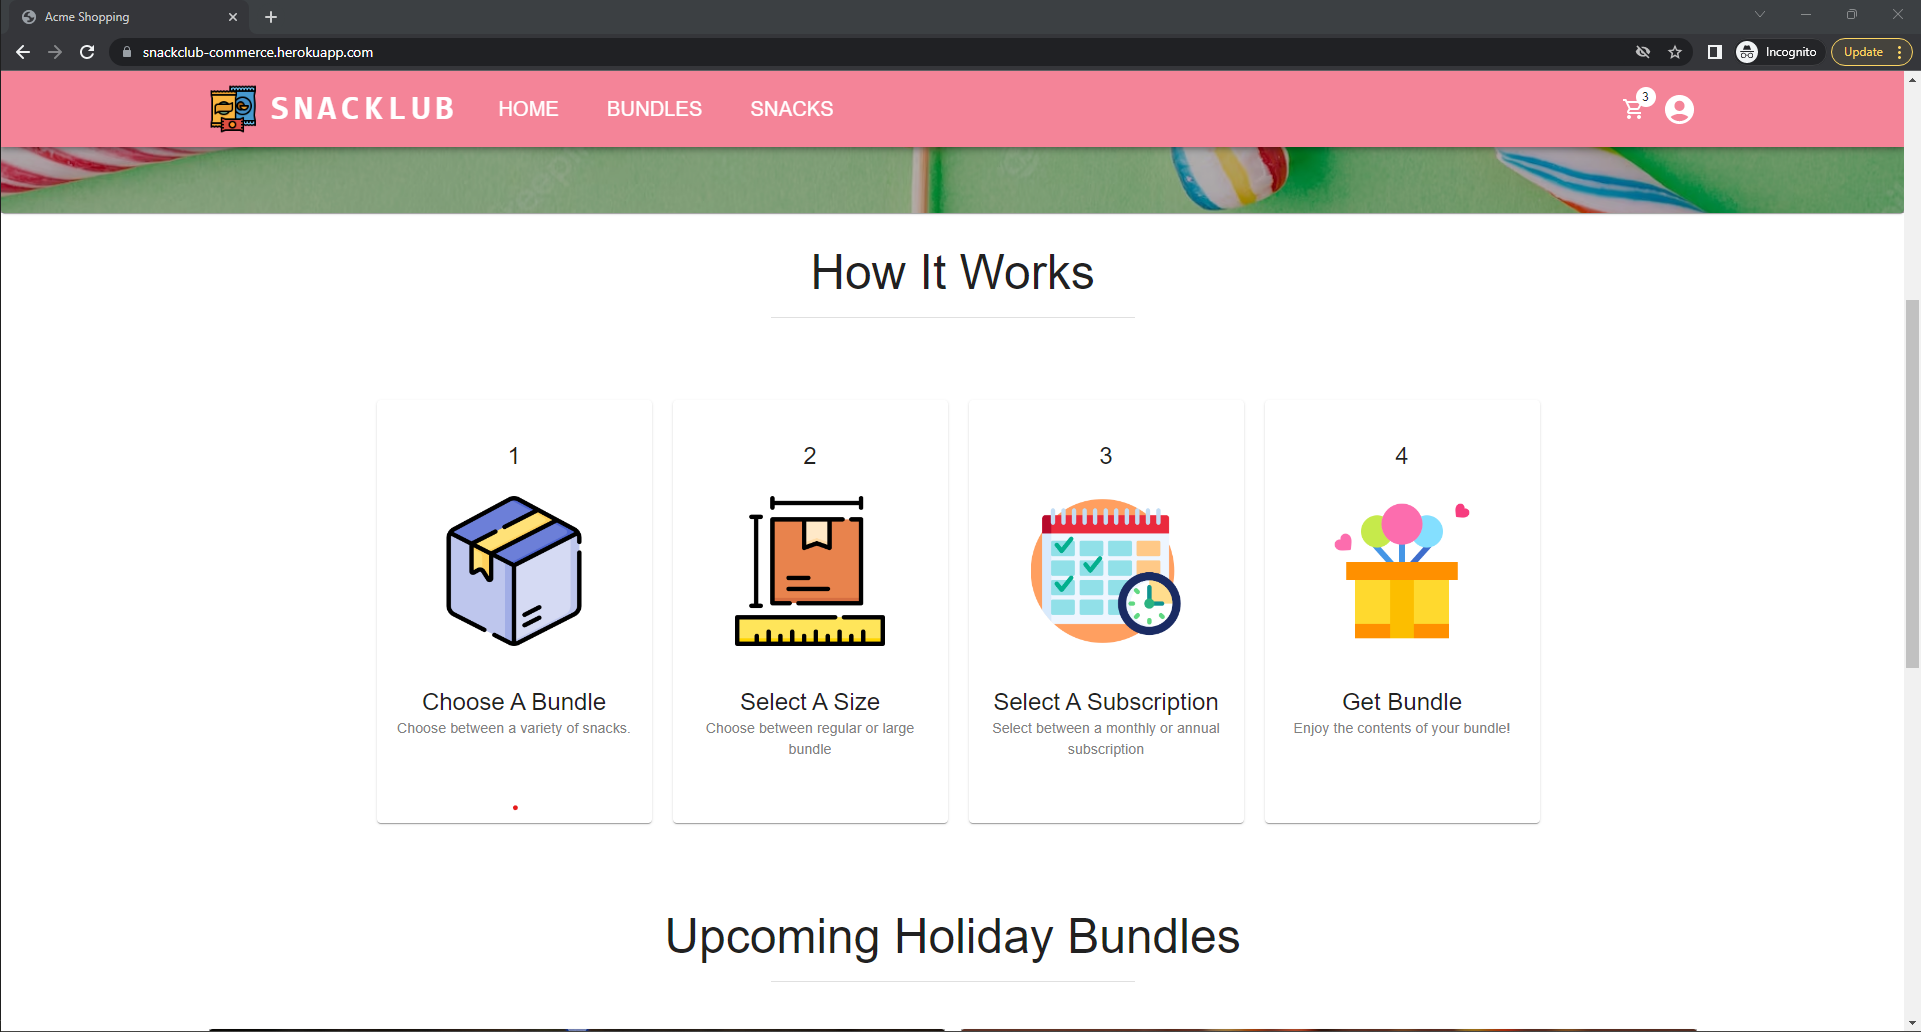 Acme Shopping
snackclub-commerce.herokuapp.com
Incognito
Update
SNACKLUB
HOME
BUNDLES
SNACKS
3
How It Works
1
Choose A Bundle
Choose between a variety of snacks.
2
Select A Size
Choose between regular or large
bundle
3
Select A Subscription
Select between a monthly or annual
subscription
4
Get Bundle
Enjoy the contents of your bundle!
Upcoming Holiday Bundles